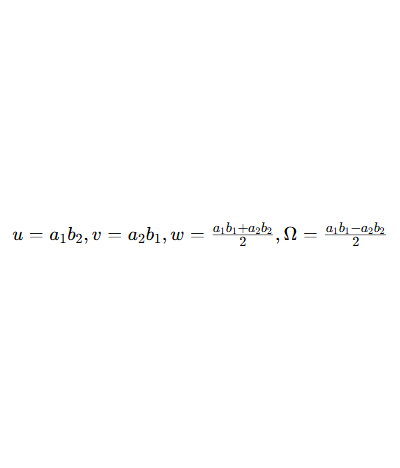 $u = a_1b_2, v = a_2b_1, w = \frac{a_1b_1+a_2b_2}{2}, \Omega = \frac{a_1b_1-a_2b_2}{2}$